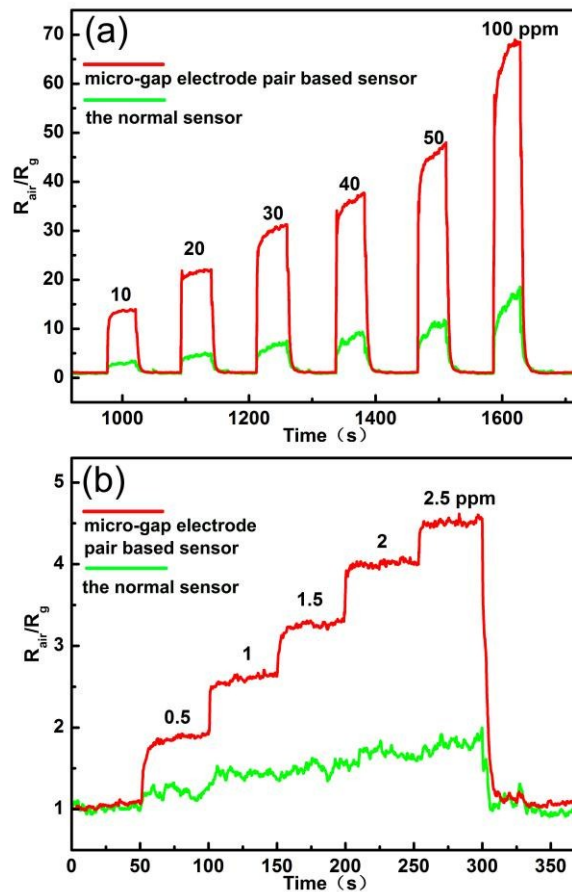 (a)
100 ppm
micro-gap electrode pair based sensor
the normal sensor
10
20
30
40
50
R_air/R_g
70
60
50
40
30
20
10
0
1000
1200
1400
1600
Time（s）
(b)
micro-gap electrode
pair based sensor
the normal sensor
0.5
1
1.5
2
2.5 ppm
R_air/R_g
5
4
3
2
1
0
50
100
150
200
250
300
350
Time（s）